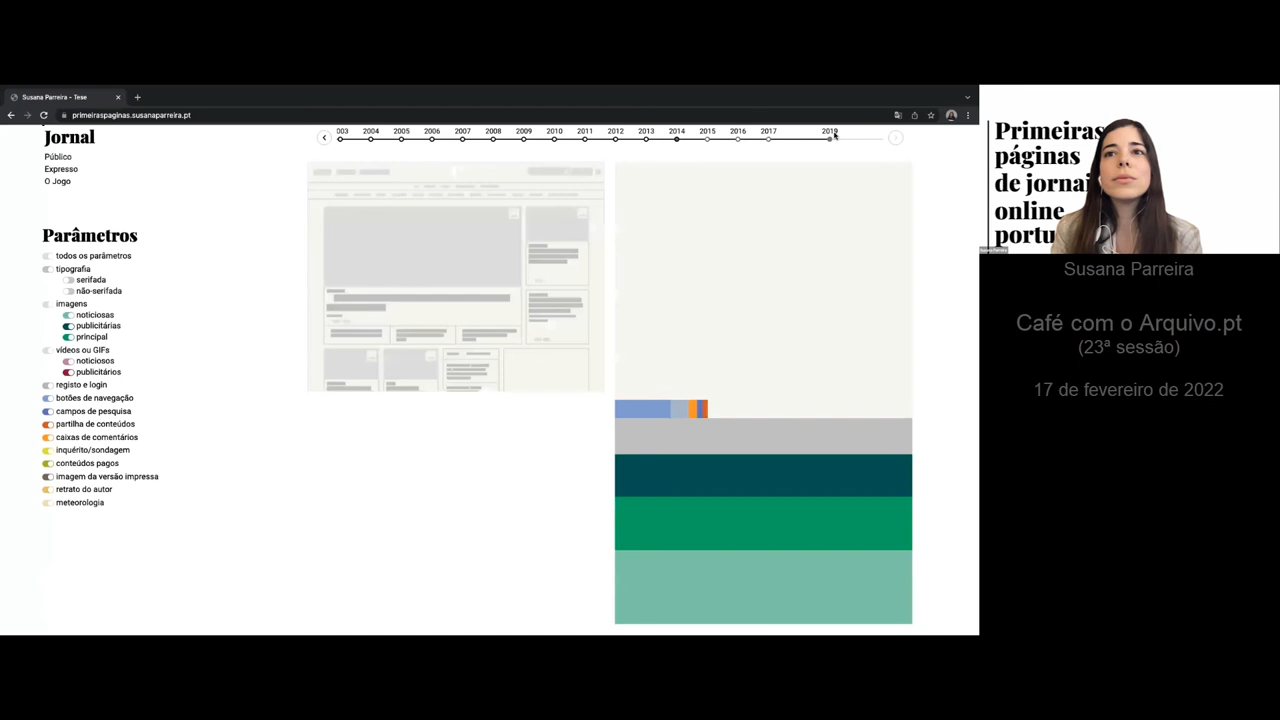 Susana Parreira - Tese
primeiraspaginas.susanaparreira.pt
Jornal
Público
Expresso
O Jogo
003 2004 2005 2006 2007 2008 2009 2010 2011 2012 2013 2014 2015 2016 2017 2019
Parâmetros
todos os parâmetros
tipografia
serifada
não-serifada
imagens
noticiosas
publicitárias
principal
vídeos ou GIFs
noticiosos
publicitários
registo e login
botões de navegação
campos de pesquisa
partilha de conteúdos
caixas de comentários
inquérito/sondagem
conteúdos pagos
imagem da versão impressa
retrato do autor
meteorologia
Primeiras
páginas
de jornai
online
portu
Susana Parreira
Café com o Arquivo.pt
(23ª sessão)
17 de fevereiro de 2022